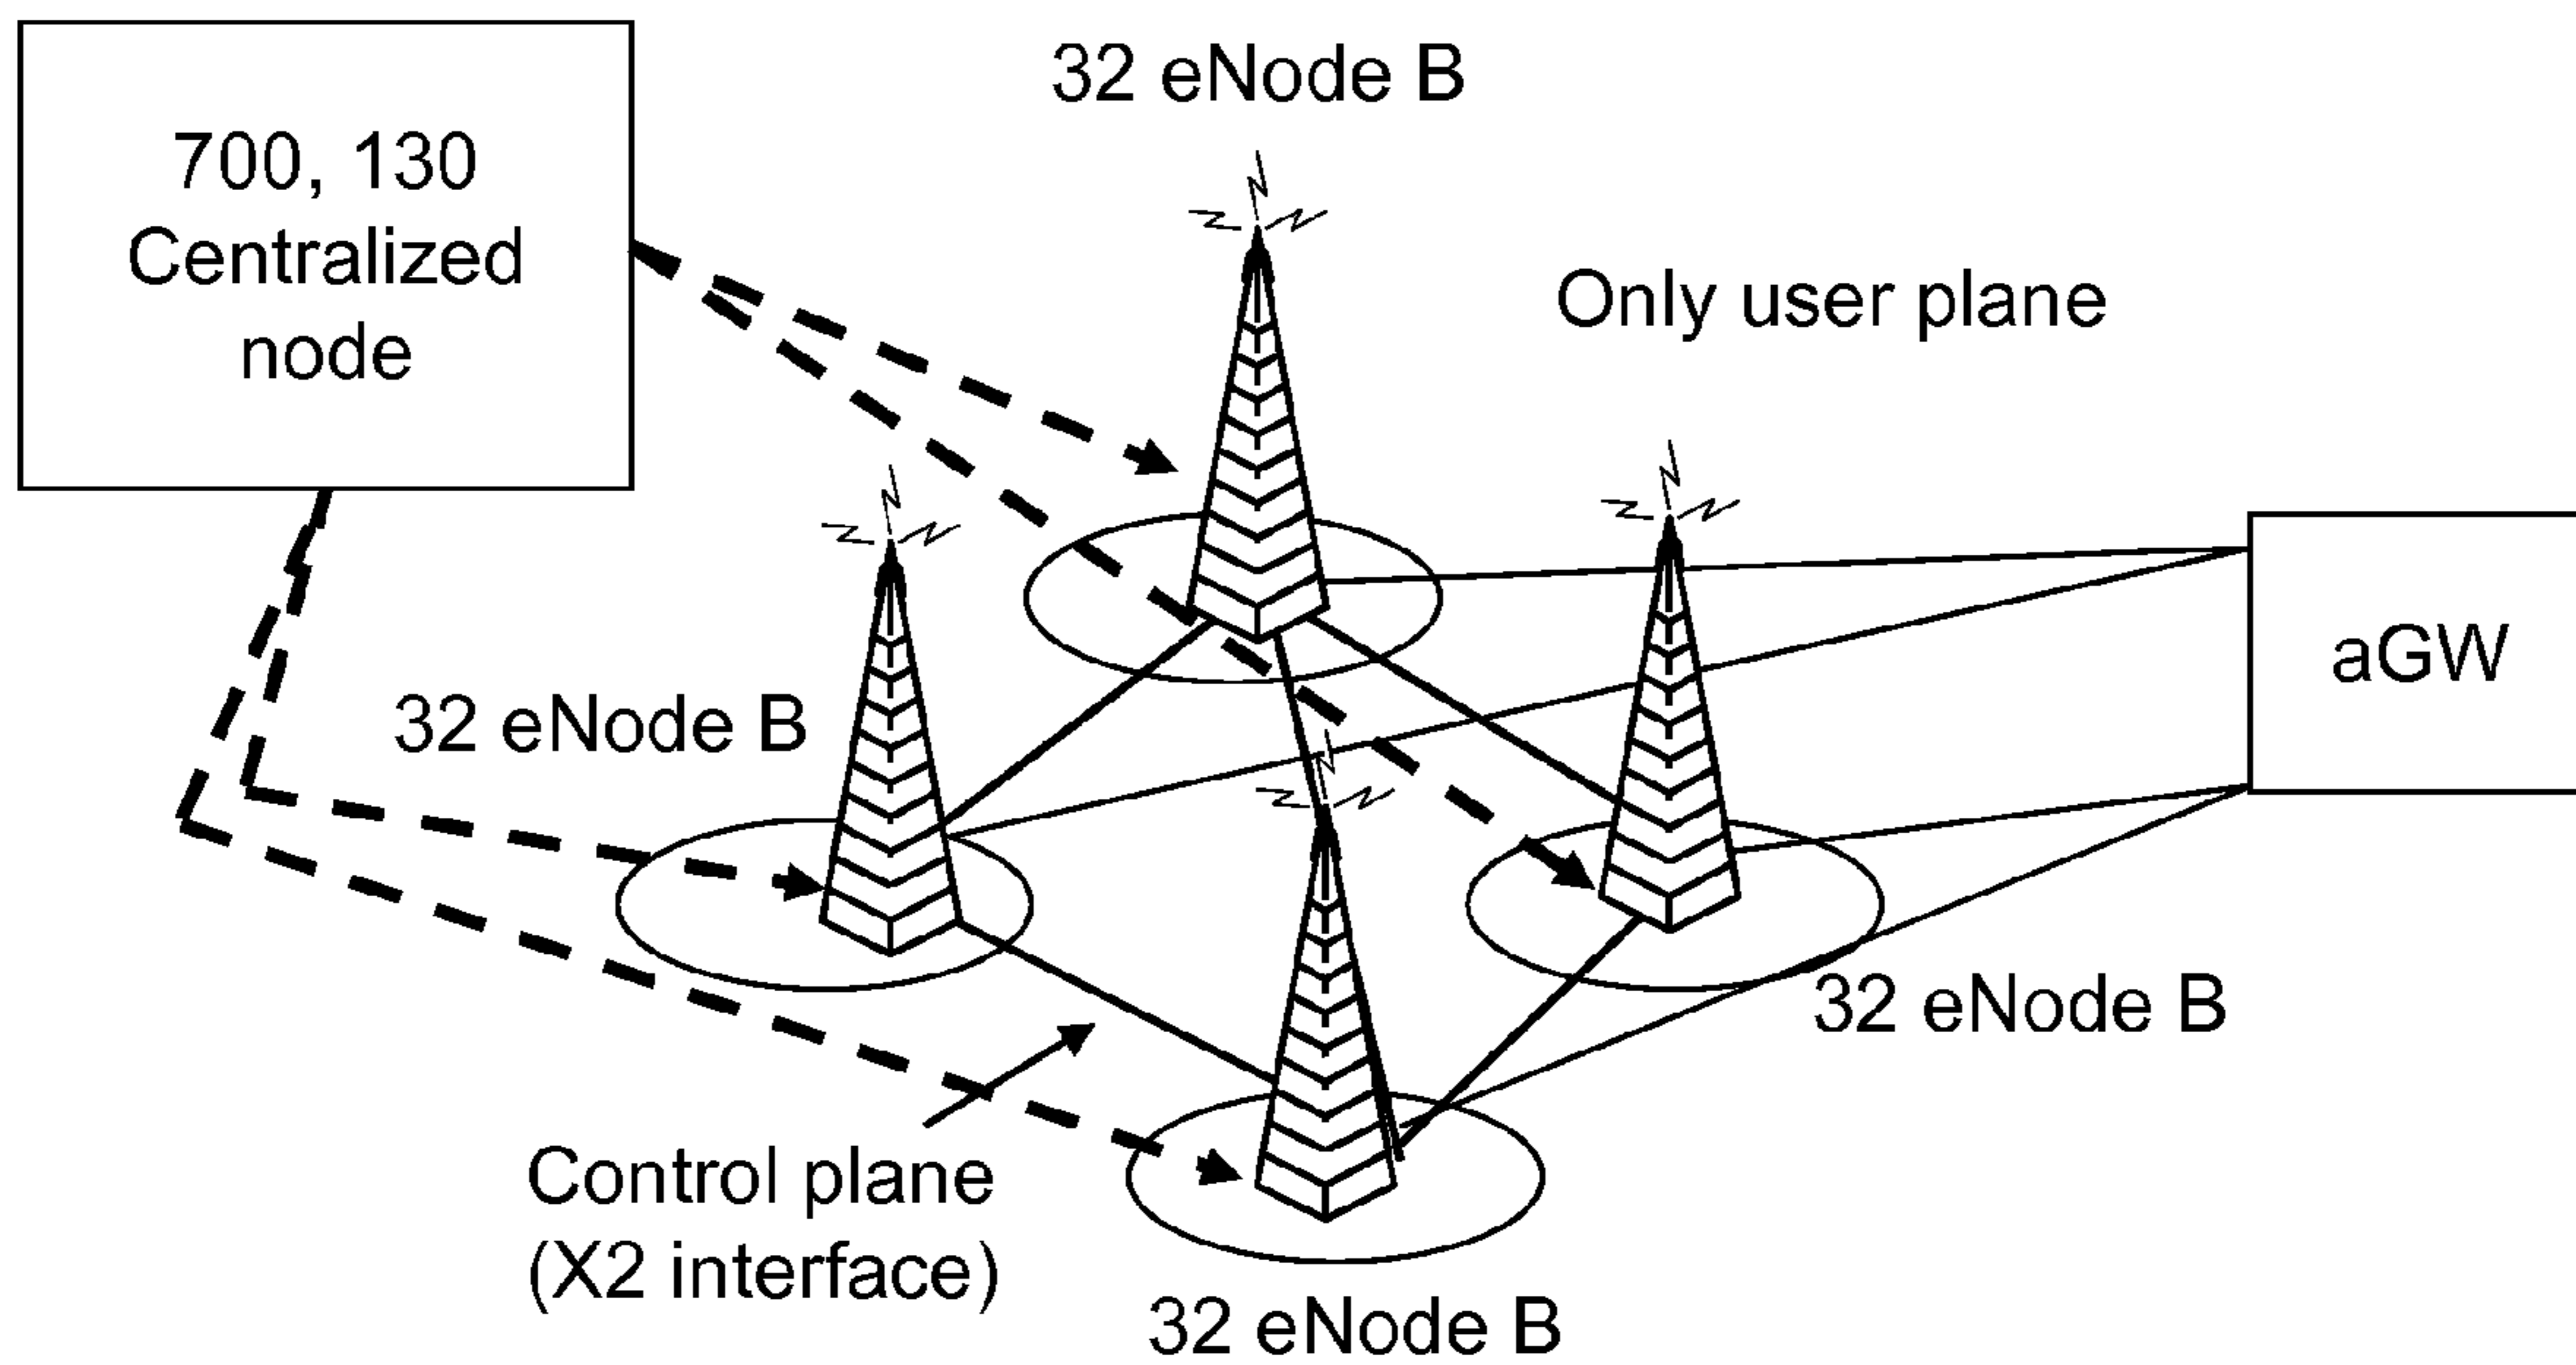 32 eNode B
700, 130
Centralized
node
Only user plane
aGW
32 eNode B
32 eNode B
Control plane
(X2 interface)
32 eNode B